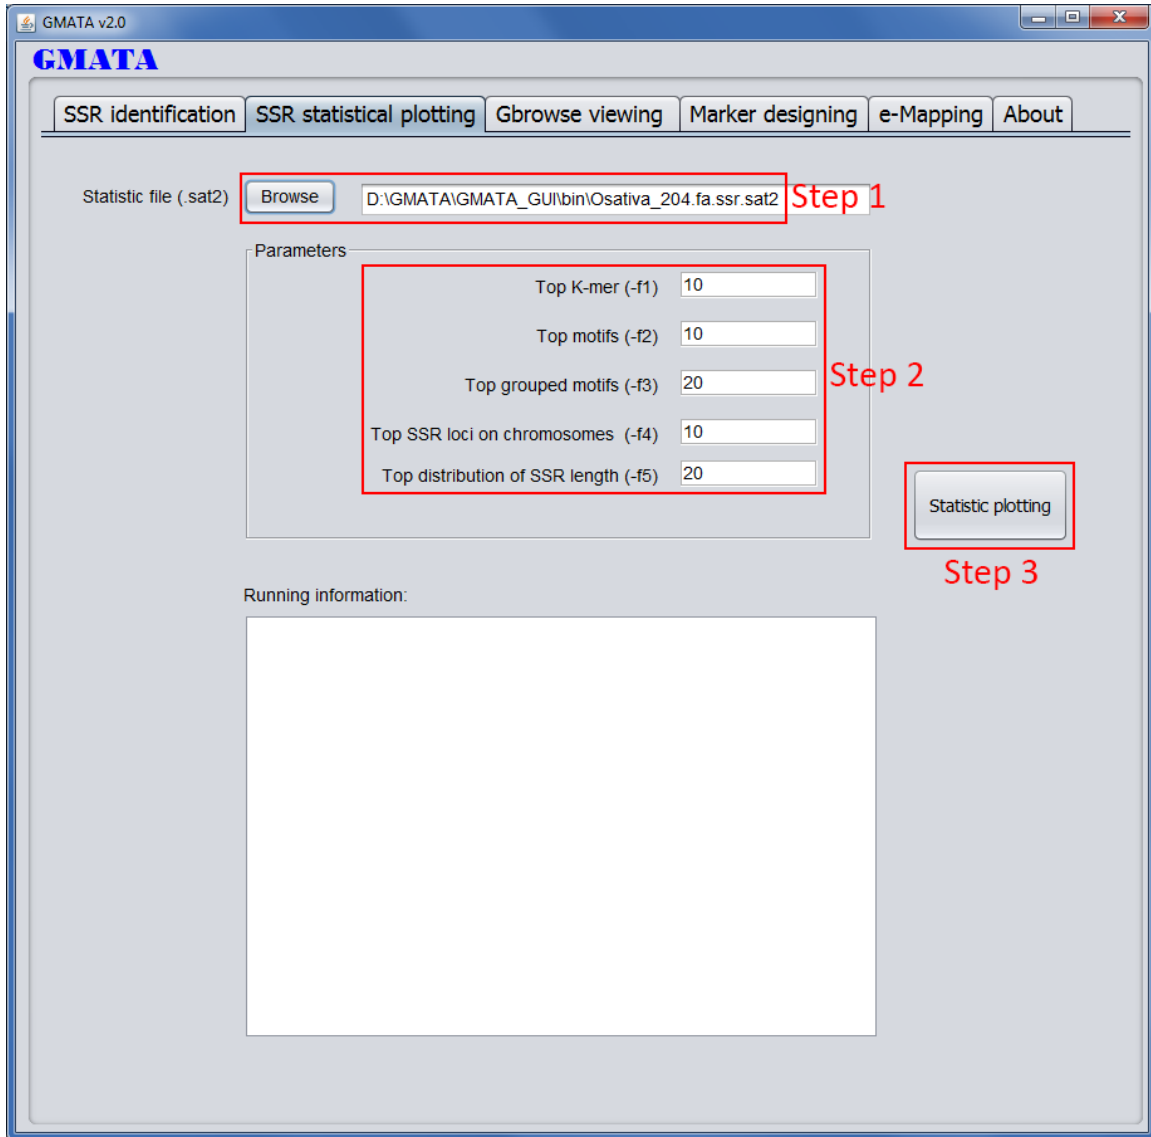 GMATA v2.0
GMATA
SSR identification SSR statistical plotting Gbrowse viewing Marker designing e-Mapping About
Statistic file (.sat2) Browse D:\GMATA\GMATA_GUI\bin\Osativa_204.fa.ssr.sat2 Step 1
Parameters
Top K-mer (-f1) 10
Top motifs (-f2) 10
Top grouped motifs (-f3) 20
Step 2
Top SSR loci on chromosomes (-f4) 10
Top distribution of SSR length (-f5) 20
Statistic plotting
Step 3
Running information: